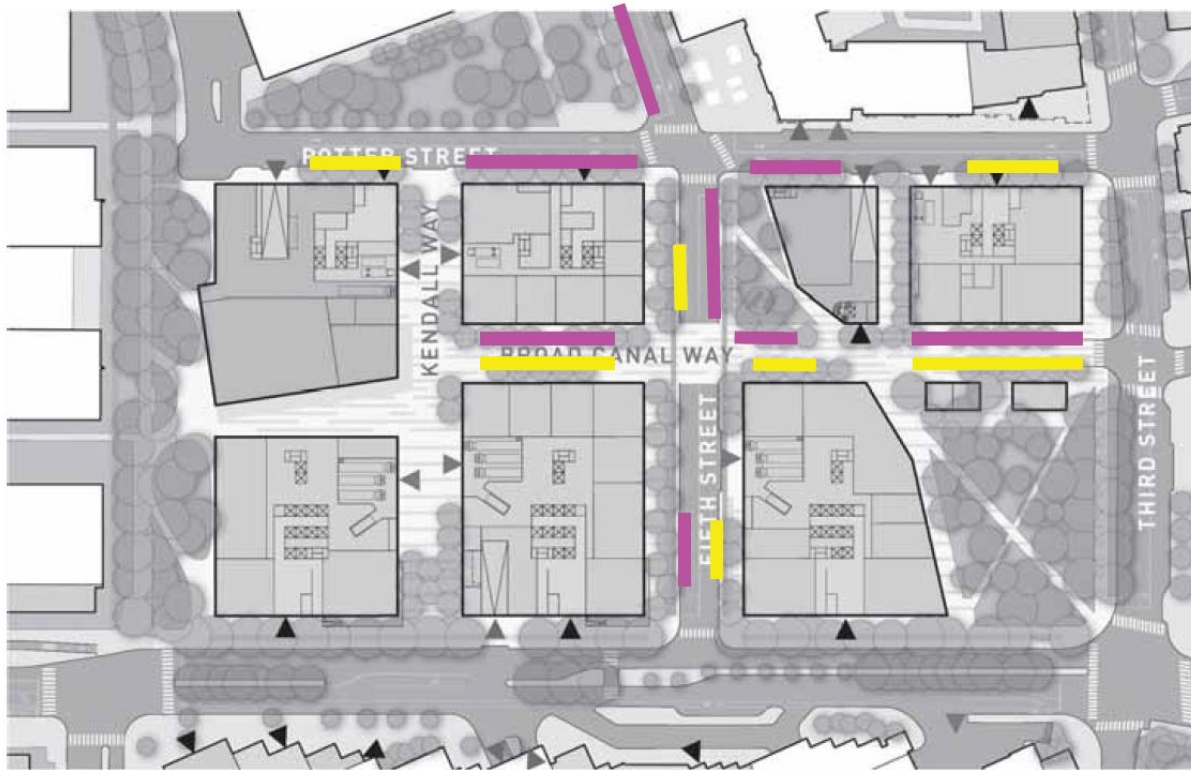 POTTER STREET
KENDALL WAY
BROAD CANAL WAY
FIFTH STREET
THIRD STREET